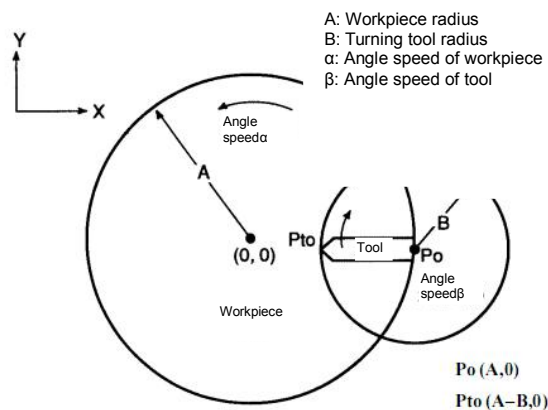 A: Workpiece radius
B: Turning tool radius
α: Angle speed of workpiece
β: Angle speed of tool
Y
X
Angle
speedα
A
B
(0, 0)
Pto
Tool
Po
Angle
speedβ
Workpiece
Po (A,0)
Pto (A−B,0)